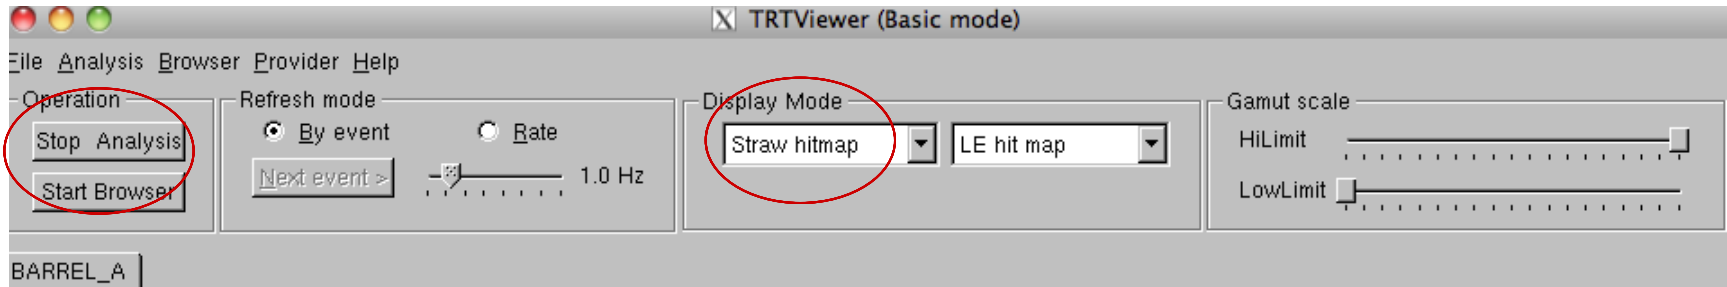 TRTViewer (Basic mode)
File Analysis Browser Provider Help
Operation
Stop Analysis
Start Browser
Refresh mode
By event
Rate
Next event >
1.0 Hz
Display Mode
Straw hitmap
LE hit map
Gamut scale
HiLimit
LowLimit
BARREL_A